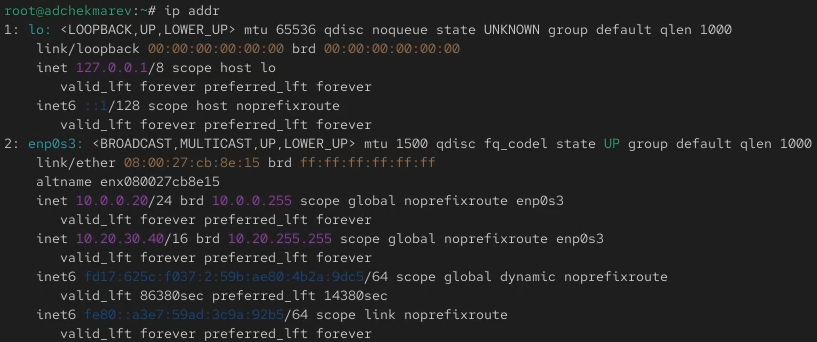 root@adchekmarev:~# ip addr
1: lo: <LOOPBACK,UP,LOWER_UP> mtu 65536 qdisc noqueue state UNKNOWN group default qlen 1000
    link/loopback 00:00:00:00:00:00 brd 00:00:00:00:00:00
    inet 127.0.0.1/8 scope host lo
       valid_lft forever preferred_lft forever
    inet6 ::1/128 scope host noprefixroute
       valid_lft forever preferred_lft forever
2: enp0s3: <BROADCAST,MULTICAST,UP,LOWER_UP> mtu 1500 qdisc fq_codel state UP group default qlen 1000
    link/ether 08:00:27:cb:8e:15 brd ff:ff:ff:ff:ff:ff
    altname enx080027cb8e15
    inet 10.0.0.20/24 brd 10.0.0.255 scope global noprefixroute enp0s3
       valid_lft forever preferred_lft forever
    inet 10.20.30.40/16 brd 10.20.255.255 scope global noprefixroute enp0s3
       valid_lft forever preferred_lft forever
    inet6 fd17:625c:f037:2:59b:ae80:4b2a:9dc5/64 scope global dynamic noprefixroute
       valid_lft 86380sec preferred_lft 14380sec
    inet6 fe80::a3e7:59ad:3c9a:92b5/64 scope link noprefixroute
       valid_lft forever preferred_lft forever